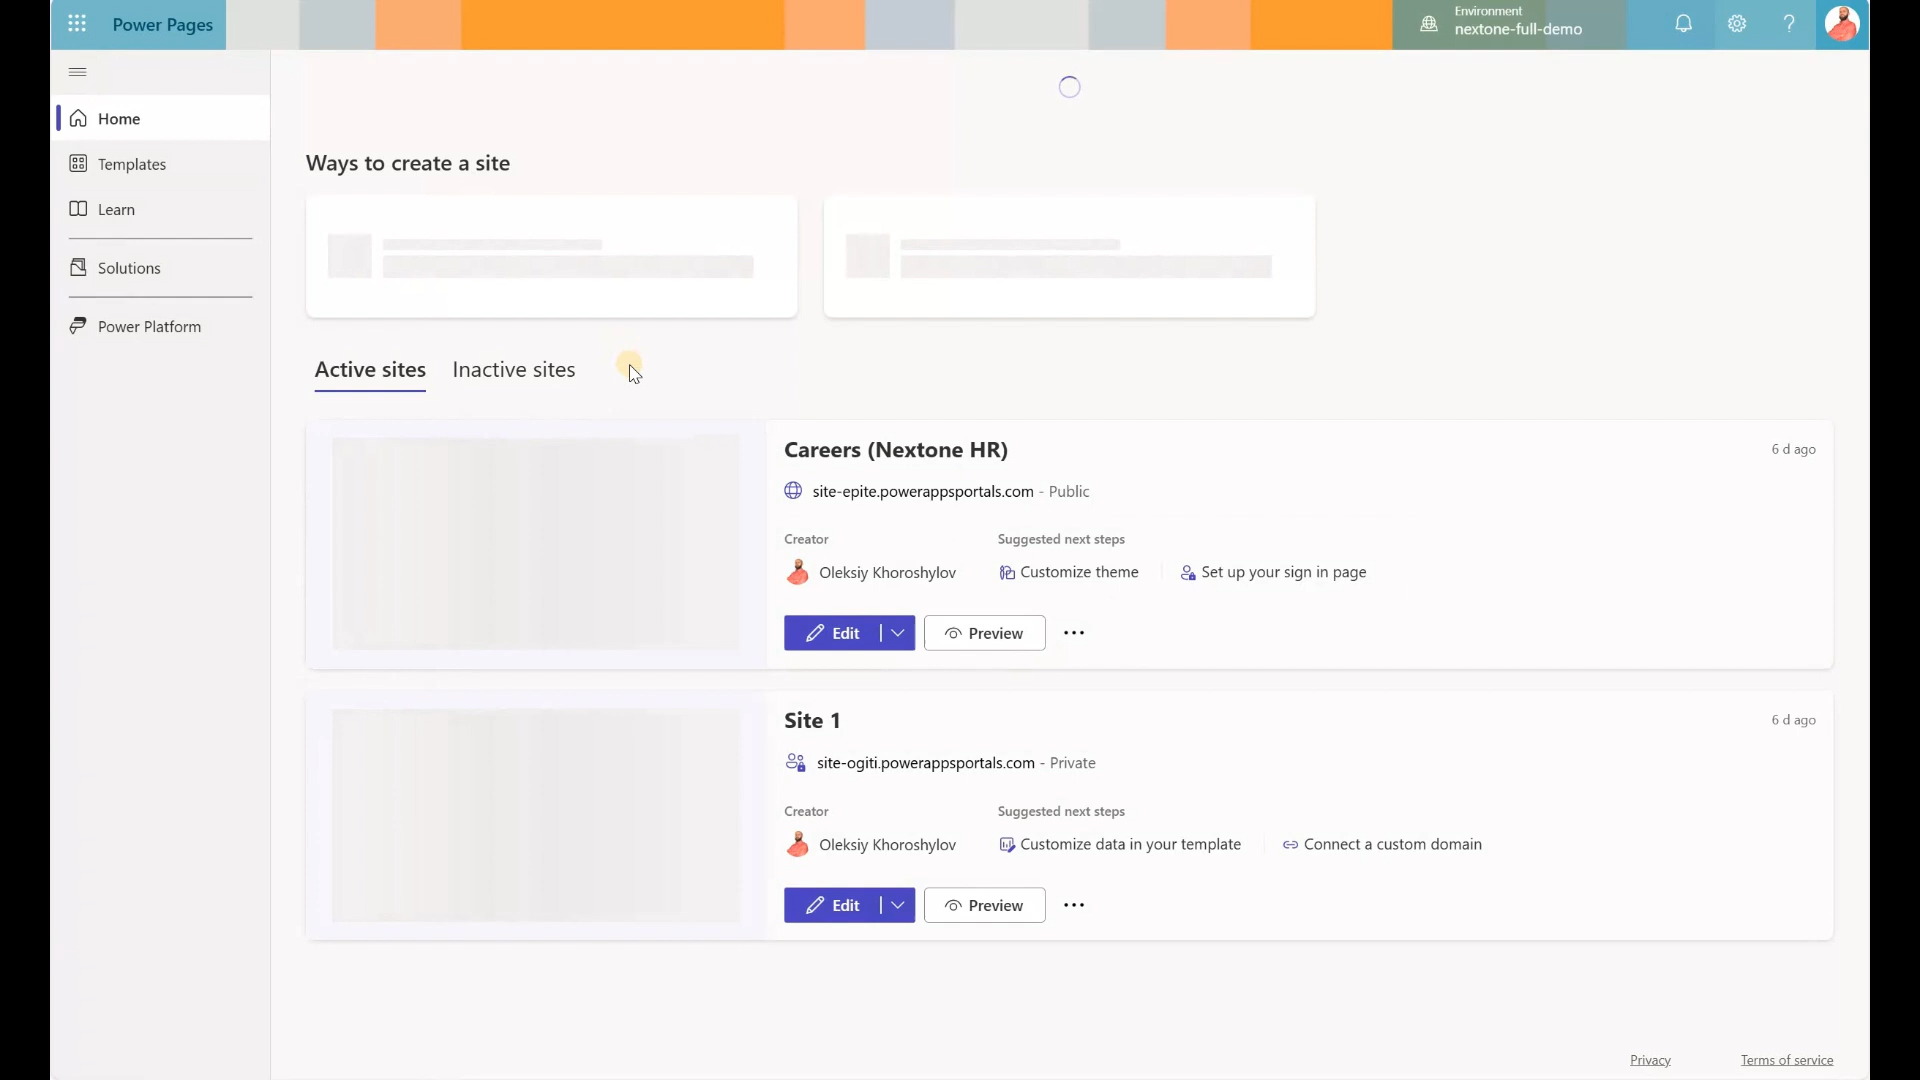 Power Pages
Environment
nextone-full-demo
Home
Templates
Learn
Solutions
Power Platform
Ways to create a site
Active sites
Inactive sites
Careers (Nextone HR)
6 d ago
site-epite.powerappsportals.com - Public
Creator
Suggested next steps
Oleksiy Khoroshylov
Customize theme
Set up your sign in page
Edit
Preview
Site 1
6 d ago
site-ogiti.powerappsportals.com - Private
Creator
Suggested next steps
Oleksiy Khoroshylov
Customize data in your template
Connect a custom domain
Edit
Preview
Privacy
Terms of service